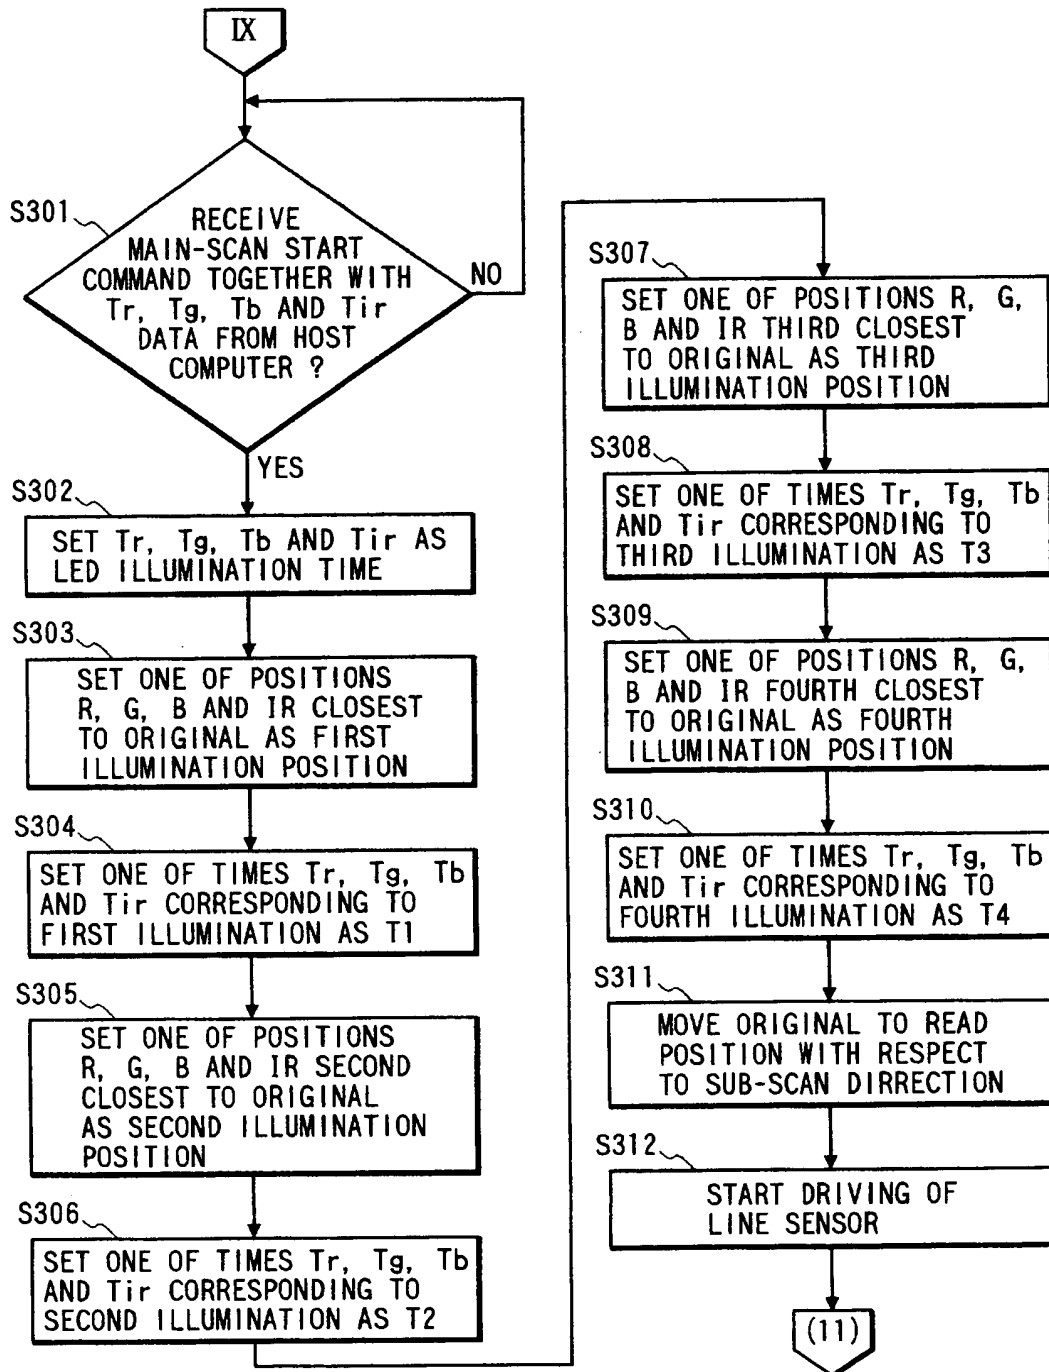 IX
S301
RECEIVE
MAIN-SCAN START
COMMAND TOGETHER WITH
Tr, Tg, Tb AND Tir
DATA FROM HOST
COMPUTER ?
NO
YES
S302
SET Tr, Tg, Tb AND Tir AS
LED ILLUMINATION TIME
S303
SET ONE OF POSITIONS
R, G, B AND IR CLOSEST
TO ORIGINAL AS FIRST
ILLUMINATION POSITION
S304
SET ONE OF TIMES Tr, Tg, Tb
AND Tir CORRESPONDING TO
FIRST ILLUMINATION AS T1
S305
SET ONE OF POSITIONS
R, G, B AND IR SECOND
CLOSEST TO ORIGINAL
AS SECOND ILLUMINATION
POSITION
S306
SET ONE OF TIMES Tr, Tg, Tb
AND Tir CORRESPONDING TO
SECOND ILLUMINATION AS T2
S307
SET ONE OF POSITIONS R, G,
B AND IR THIRD CLOSEST
TO ORIGINAL AS THIRD
ILLUMINATION POSITION
S308
SET ONE OF TIMES Tr, Tg, Tb
AND Tir CORRESPONDING TO
THIRD ILLUMINATION AS T3
S309
SET ONE OF POSITIONS R, G,
B AND IR FOURTH CLOSEST
TO ORIGINAL AS FOURTH
ILLUMINATION POSITION
S310
SET ONE OF TIMES Tr, Tg, Tb
AND Tir CORRESPONDING TO
FOURTH ILLUMINATION AS T4
S311
MOVE ORIGINAL TO READ
POSITION WITH RESPECT
TO SUB-SCAN DIRRECTION
S312
START DRIVING OF
LINE SENSOR
(11)